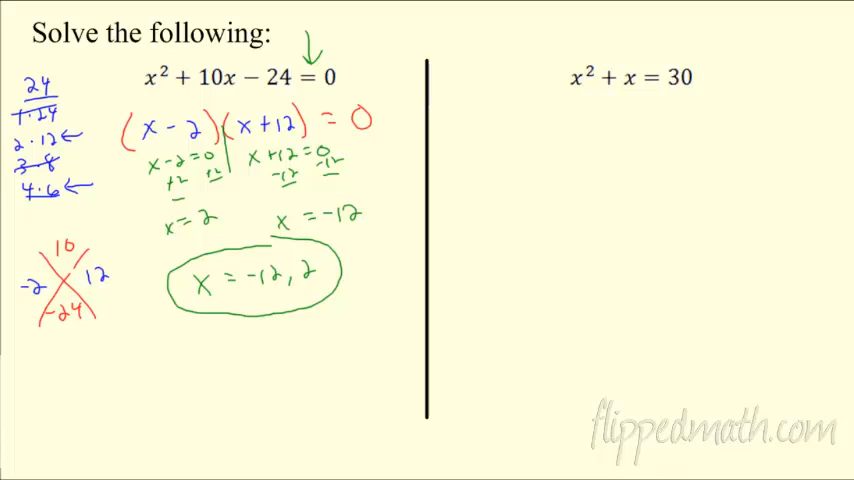 Solve the following:
x² + 10x − 24 = 0
24
1·24
2·12
3·8
4·6
(x − 2)(x + 12) = 0
x − 2 = 0
+2 +2
x = 2
x + 12 = 0
−12 −12
x = −12
10
−2 12
−24
x = −12, 2
x² + x = 30
flippedmath.com